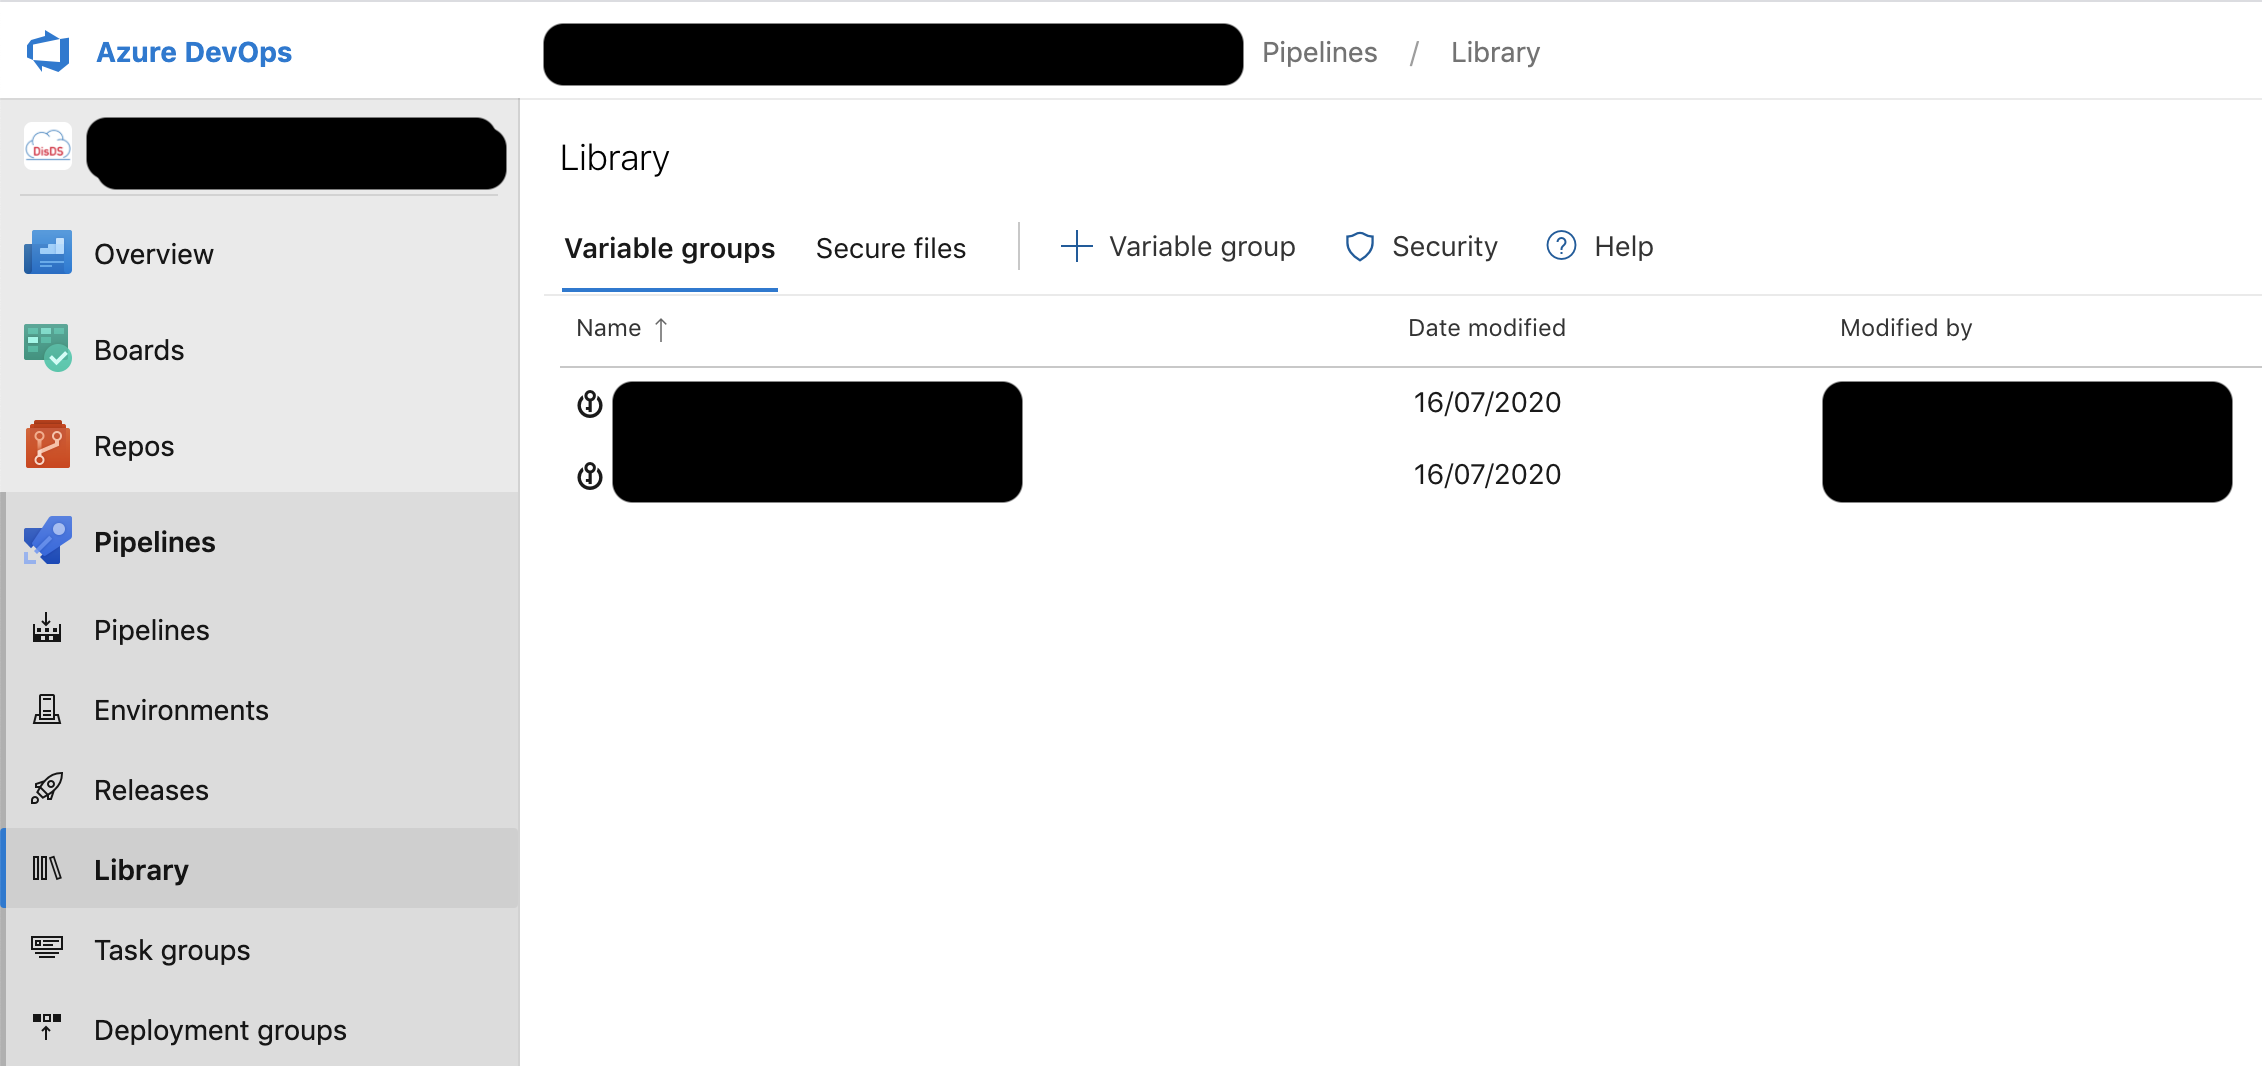 Azure DevOps
Pipelines / Library
DisDS
Overview
Boards
Repos
Pipelines
Pipelines
Environments
Releases
Library
Task groups
Deployment groups
Library
Variable groups Secure files Variable group Security ? Help
Name ↑ Date modified Modified by
16/07/2020
16/07/2020